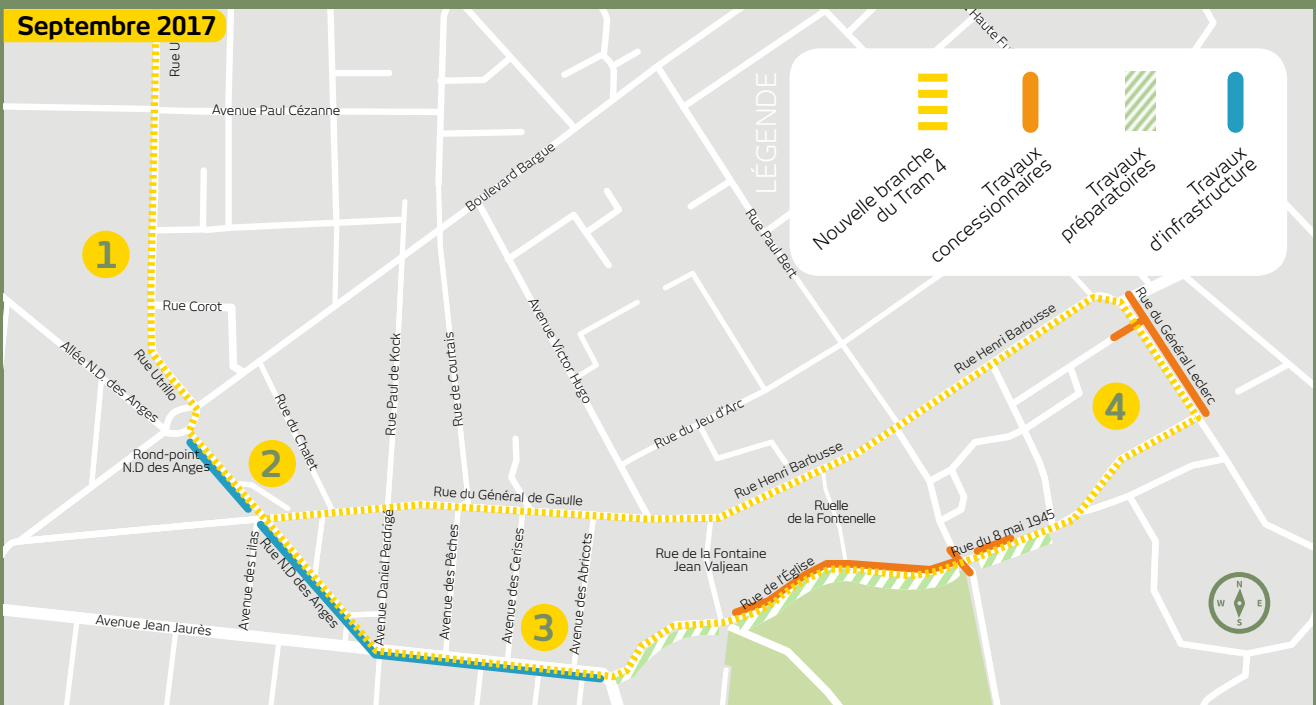 Septembre 2017
Rue U
Haute Fu
Avenue Paul Cézanne
LÉGENDE
Nouvelle branche
du Tram 4
Travaux
concessionnaires
Travaux
préparatoires
Travaux
d'infrastructure
Boulevard Bargue
Rue Paul Bert
1
Rue Corot
Rue Utrillo
Allée N.D. des Anges
Rue Paul de Kock
Rue de Courtais
Avenue Victor Hugo
Rue Henri Barbusse
Rue du Général Leclerc
4
Rue du Chalet
Rue du Jeu d'Arc
Rond-point
N.D des Anges
2
Rue Henri Barbusse
Rue du Général de Gaulle
Ruelle
de la Fontenelle
Rue du 8 mai 1945
Avenue des Lilas
Rue N.D des Anges
Avenue Daniel Perdrigé
Avenue des Pêches
Avenue des Cerises
Avenue des Abricots
Rue de la Fontaine
Jean Valjean
Rue de l'Église
3
Avenue Jean Jaurès
N
W
E
S